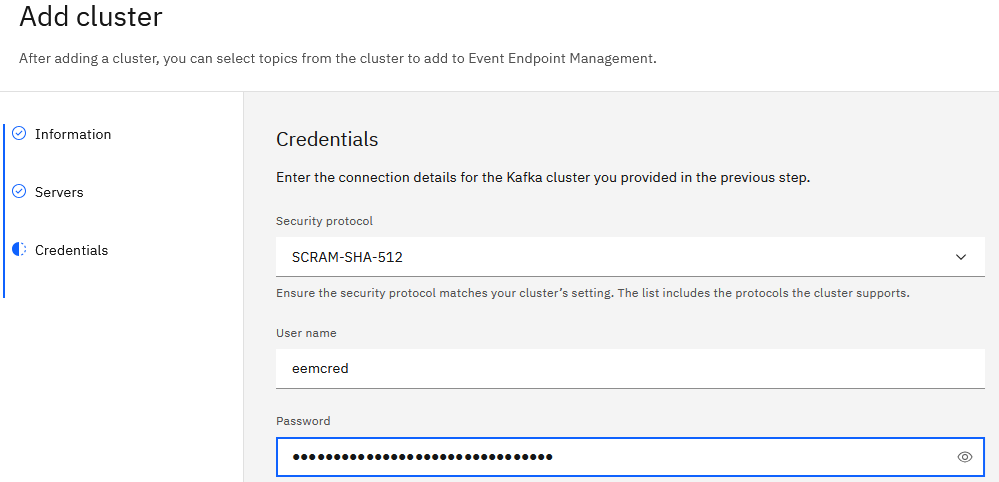 Add cluster
After adding a cluster, you can select topics from the cluster to add to Event Endpoint Management.
Information
Servers
Credentials
Credentials
Enter the connection details for the Kafka cluster you provided in the previous step.
Security protocol
SCRAM-SHA-512
Ensure the security protocol matches your cluster’s setting. The list includes the protocols the cluster supports.
User name
eemcred
Password
••••••••••••••••••••••••••••••••